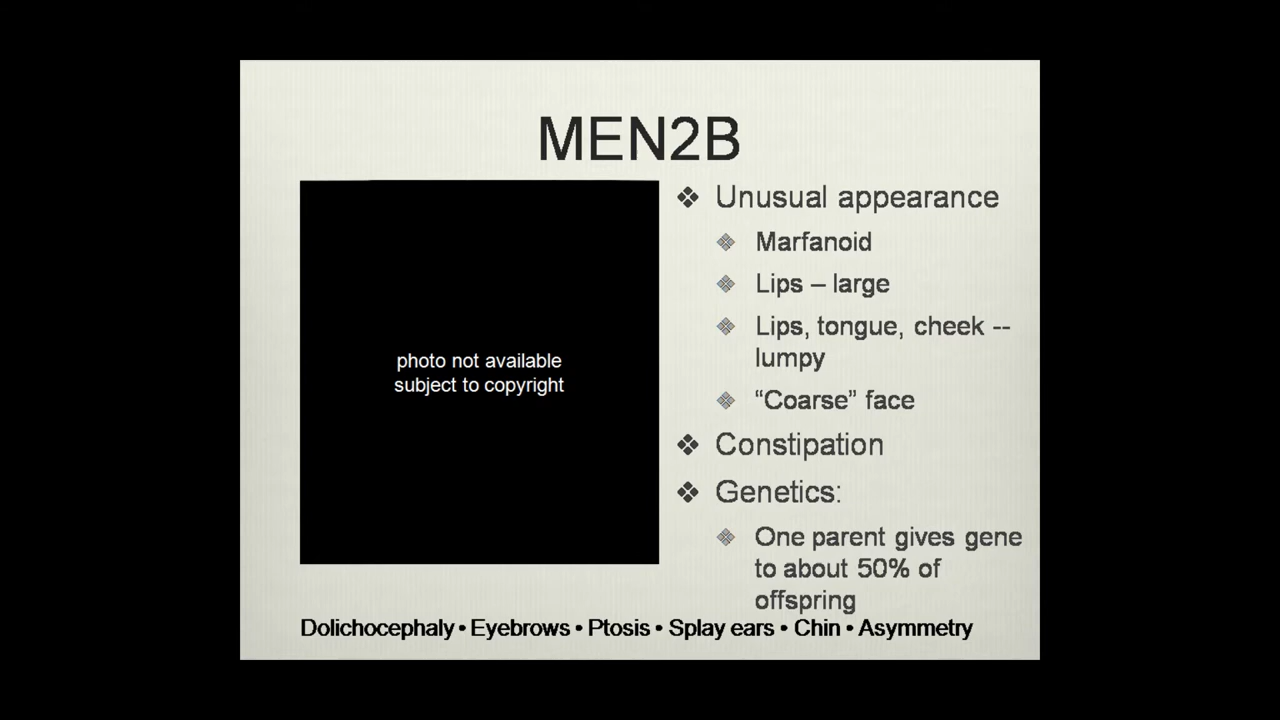 MEN2B
photo not available
subject to copyright
Unusual appearance
Marfanoid
Lips – large
Lips, tongue, cheek --
lumpy
“Coarse” face
Constipation
Genetics:
One parent gives gene
to about 50% of
offspring
Dolichocephaly • Eyebrows • Ptosis • Splay ears • Chin • Asymmetry